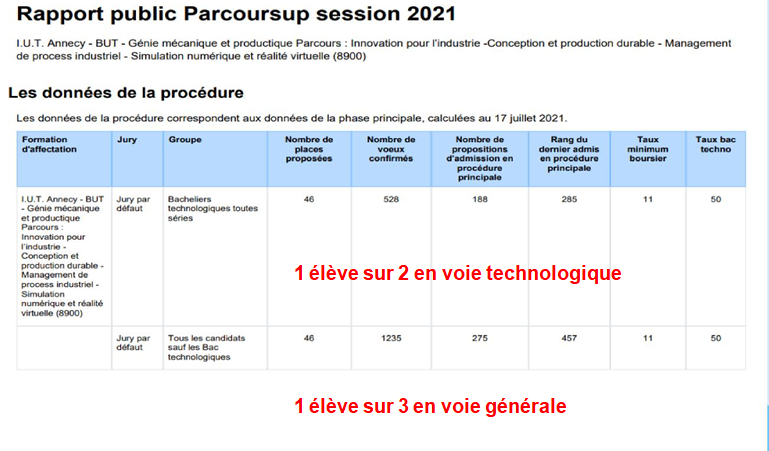 Rapport public Parcoursup session 2021
I.U.T. Annecy - BUT - Génie mécanique et productique Parcours : Innovation pour l'industrie -Conception et production durable - Management
de process industriel - Simulation numérique et réalité virtuelle (8900)
Les données de la procédure
Les données de la procédure correspondent aux données de la phase principale, calculées au 17 juillet 2021.
Formation
d'affectation
Jury
Groupe
Nombre de
places
proposées
Nombre de
voeux
confirmés
Nombre de
propositions
d'admission en
procédure
principale
Rang du
dernier admis
en procédure
principale
Taux
minimum
boursier
Taux bac
techno
I.U.T. Annecy - BUT
- Génie mécanique
et productique
Parcours :
Innovation pour
l'industrie -
Conception et
production durable -
Management de
process industriel -
Simulation
numérique et réalité
virtuelle (8900)
Jury par
défaut
Bacheliers
technologiques toutes
séries
46
528
188
285
11
50
1 élève sur 2 en voie technologique
Jury par
défaut
Tous les candidats
sauf les Bac
technologiques
46
1235
275
457
11
50
1 élève sur 3 en voie générale